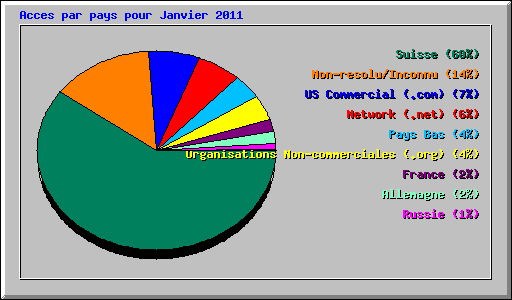 Acces par pays pour Janvier 2011
Suisse (60%)
Non-resolu/Inconnu (14%)
US Commercial (.com) (7%)
Network (.net) (6%)
Pays Bas (4%)
Organisations Non-commerciales (.org) (4%)
France (2%)
Allemagne (2%)
Russie (1%)